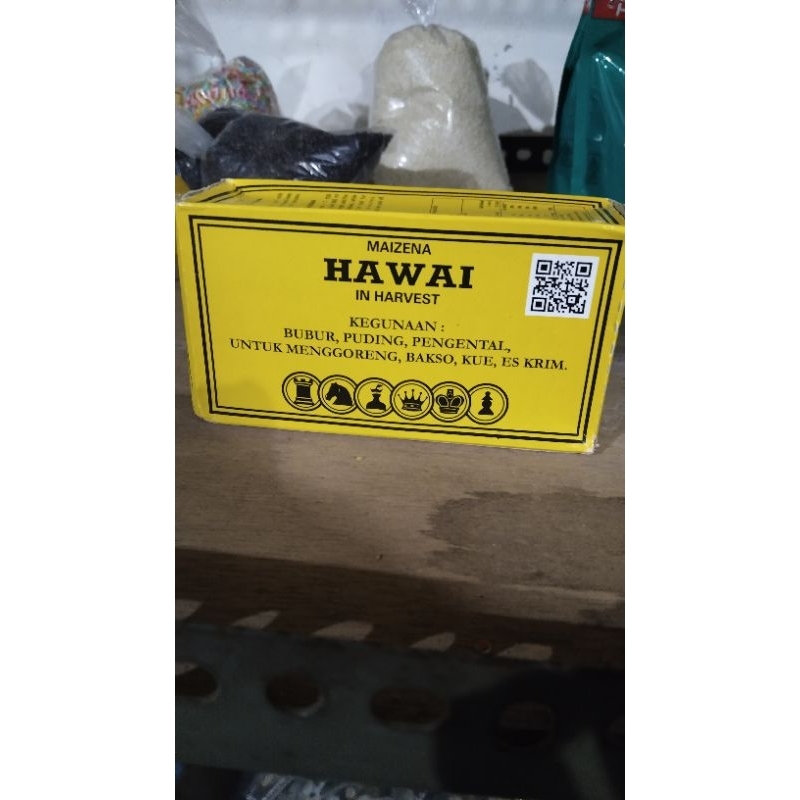 MAIZENA
HAWAI
IN HARVEST
KEGUNAAN :
BUBUR, PUDING, PENGENTAL,
UNTUK MENGGORENG, BAKSO, KUE, ES KRIM.